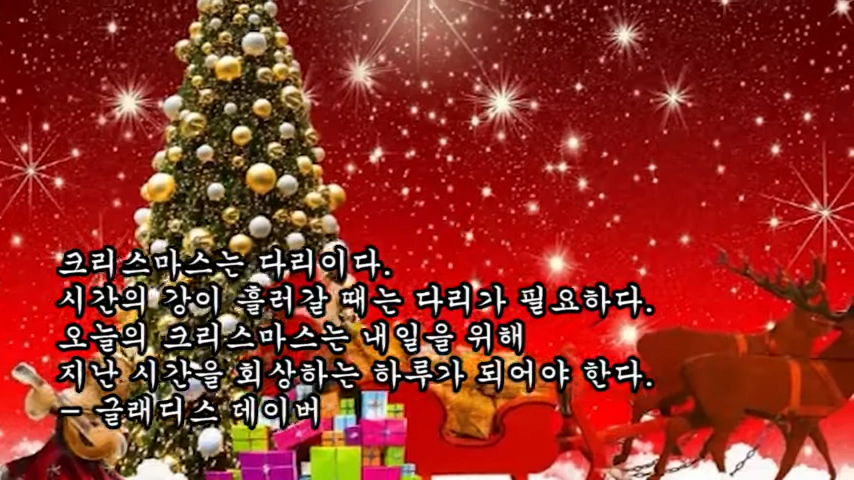 크리스마스는 다리이다.
시간의 강이 흘러갈 때는 다리가 필요하다.
오늘의 크리스마스는 내일을 위해
지난 시간을 회상하는 하루가 되어야 한다.
- 글래디스 데이버